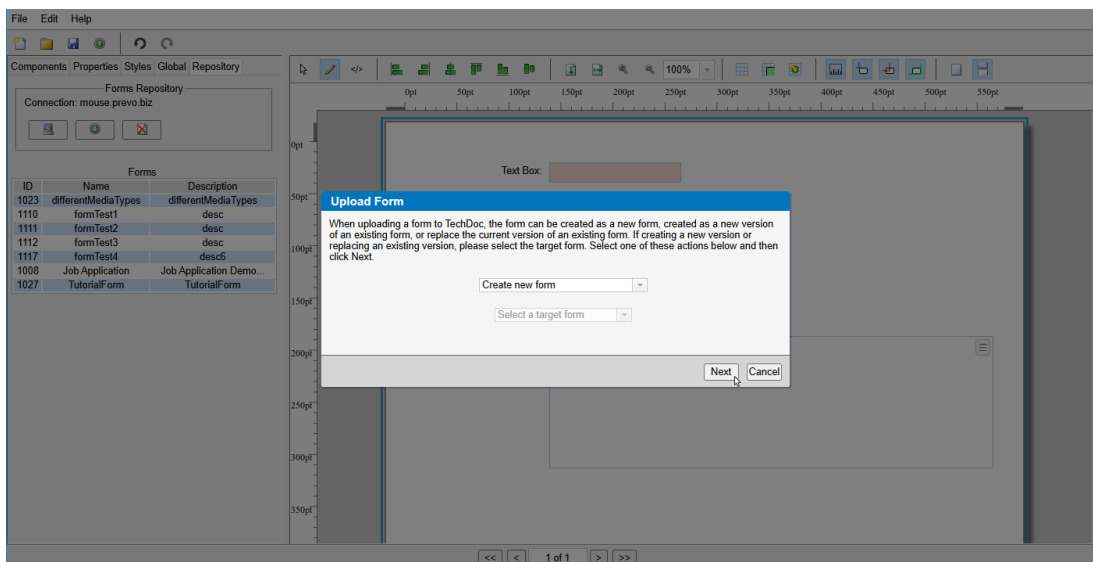 File Edit Help
Components Properties Styles Global Repository
</> 100%
Forms Repository
Connection: mouse.prevo.biz
0pt 50pt 100pt 150pt 200pt 250pt 300pt 350pt 400pt 450pt 500pt 550pt
0pt
Text Box:
Forms
ID Name Description
1023 differentMediaTypes differentMediaTypes
1110 formTest1 desc
1111 formTest2 desc
1112 formTest3 desc
1117 formTest4 desc6
1008 Job Application Job Application Demo...
1027 TutorialForm TutorialForm
50pt
100pt
150pt
200pt
250pt
300pt
350pt
Upload Form
When uploading a form to TechDoc, the form can be created as a new form, created as a new version
of an existing form, or replace the current version of an existing form. If creating a new version or
replacing an existing version, please select the target form. Select one of these actions below and then
click Next.
Create new form
Select a target form
Next Cancel
<< < 1 of 1 > >>